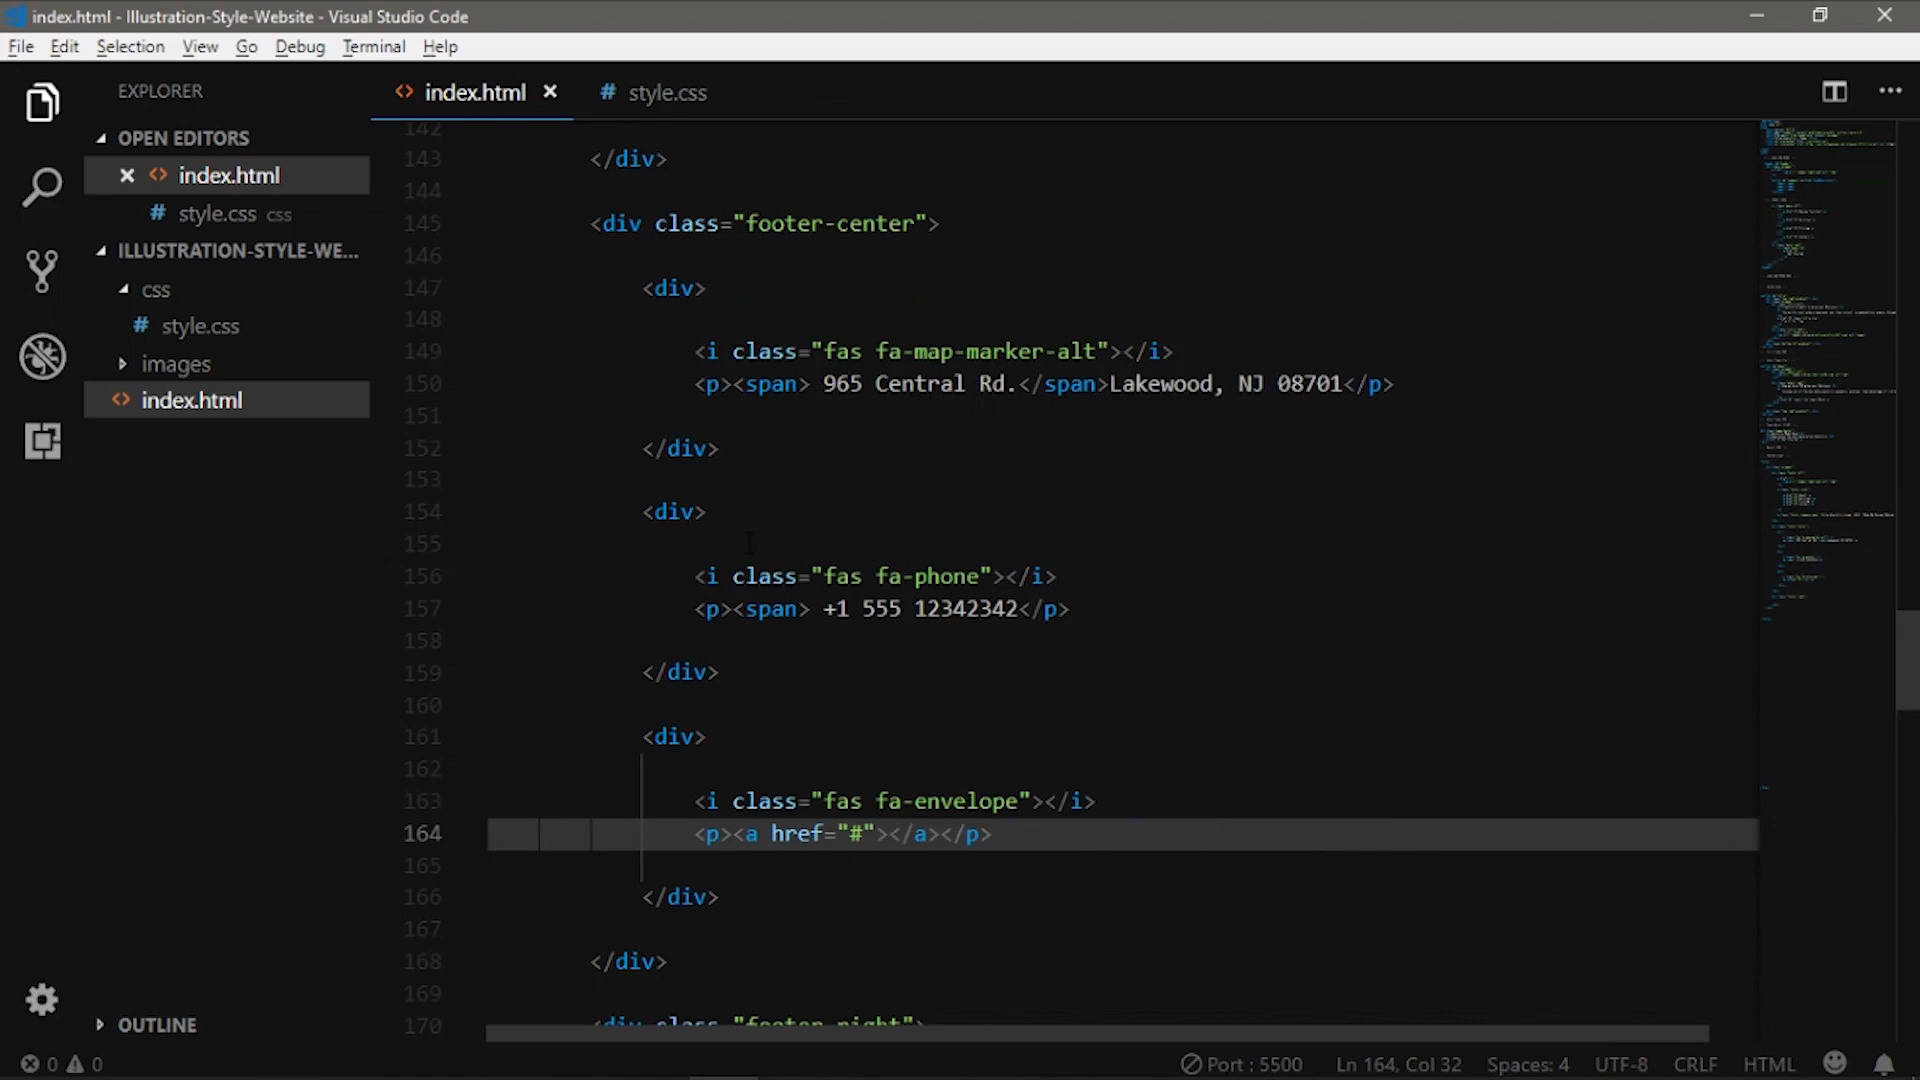 index.html - Illustration-Style-Website - Visual Studio Code
File Edit Selection View Go Debug Terminal Help
EXPLORER
OPEN EDITORS
index.html
style.css css
ILLUSTRATION-STYLE-WE...
css
style.css
images
index.html
OUTLINE
index.html style.css
142
143 </div>
144
145 <div class="footer-center">
146
147 <div>
148
149 <i class="fas fa-map-marker-alt"></i>
150 <p><span> 965 Central Rd.</span>Lakewood, NJ 08701</p>
151
152 </div>
153
154 <div>
155
156 <i class="fas fa-phone"></i>
157 <p><span> +1 555 12342342</p>
158
159 </div>
160
161 <div>
162
163 <i class="fas fa-envelope"></i>
164 <p><a href="#"></a></p>
165
166 </div>
167
168 </div>
169
170 <div class="footer-right">
0 0 Port : 5500 Ln 164, Col 32 Spaces: 4 UTF-8 CRLF HTML